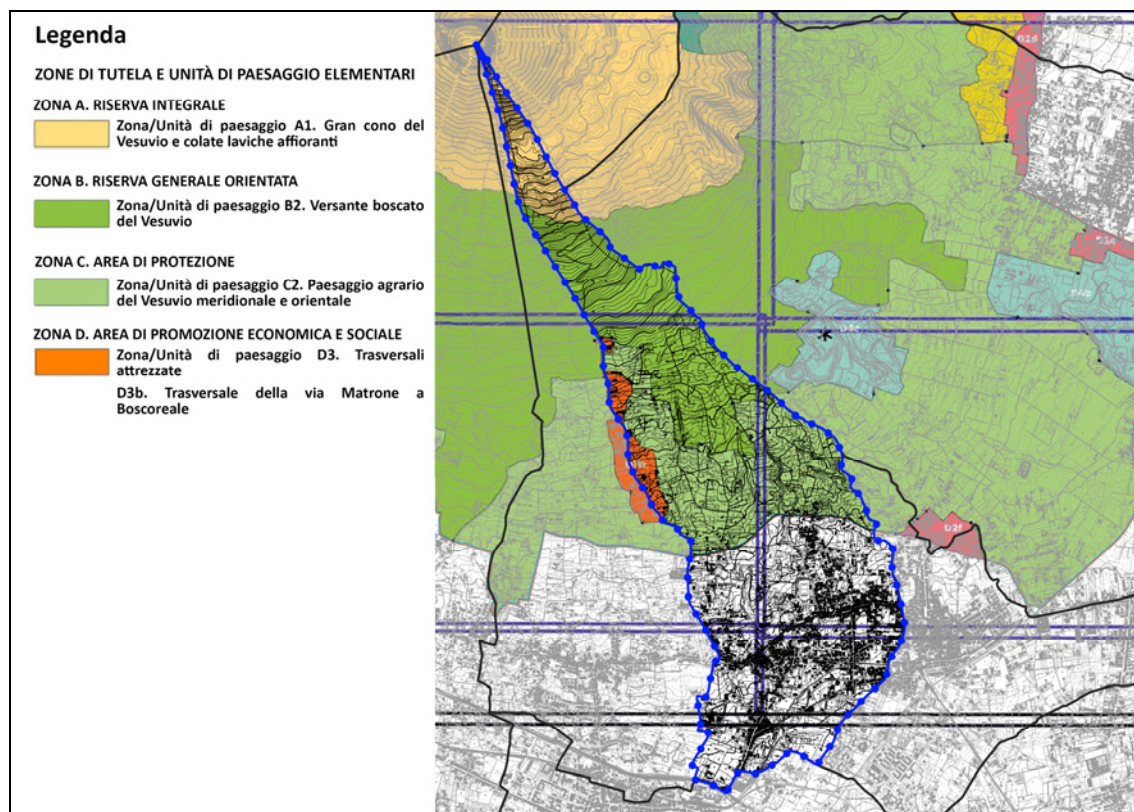 Legenda
ZONE DI TUTELA E UNITÀ DI PAESAGGIO ELEMENTARI
ZONA A. RISERVA INTEGRALE
Zona/Unità di paesaggio A1. Gran cono del
Vesuvio e colate laviche affioranti
ZONA B. RISERVA GENERALE ORIENTATA
Zona/Unità di paesaggio B2. Versante boscato
del Vesuvio
ZONA C. AREA DI PROTEZIONE
Zona/Unità di paesaggio C2. Paesaggio agrario
del Vesuvio meridionale e orientale
ZONA D. AREA DI PROMOZIONE ECONOMICA E SOCIALE
Zona/Unità di paesaggio D3. Trasversali
attrezzate
D3b. Trasversale della via Matrone a
Boscoreale
D2d
D2f